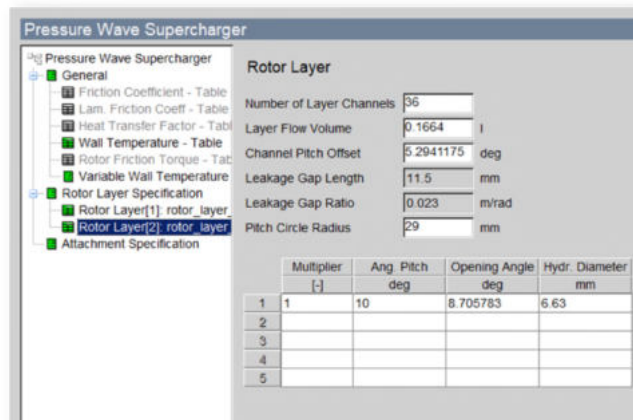 Pressure Wave Supercharger
Pressure Wave Supercharger
General
Friction Coefficient - Table
Lam. Friction Coeff - Table
Heat Transfer Factor - Tabl
Wall Temperature - Table
Rotor Friction Torque - Tab
Variable Wall Temperature
Rotor Layer Specification
Rotor Layer[1]: rotor_layer_
Rotor Layer[2]: rotor_layer_
Attachment Specification
Rotor Layer
Number of Layer Channels 36
Layer Flow Volume 0.1664 l
Channel Pitch Offset 5.2941175 deg
Leakage Gap Length 11.5 mm
Leakage Gap Ratio 0.023 m/rad
Pitch Circle Radius 29 mm
Multiplier Ang. Pitch Opening Angle Hydr. Diameter
[-] deg deg mm
1 1 10 8.705783 6.63
2
3
4
5